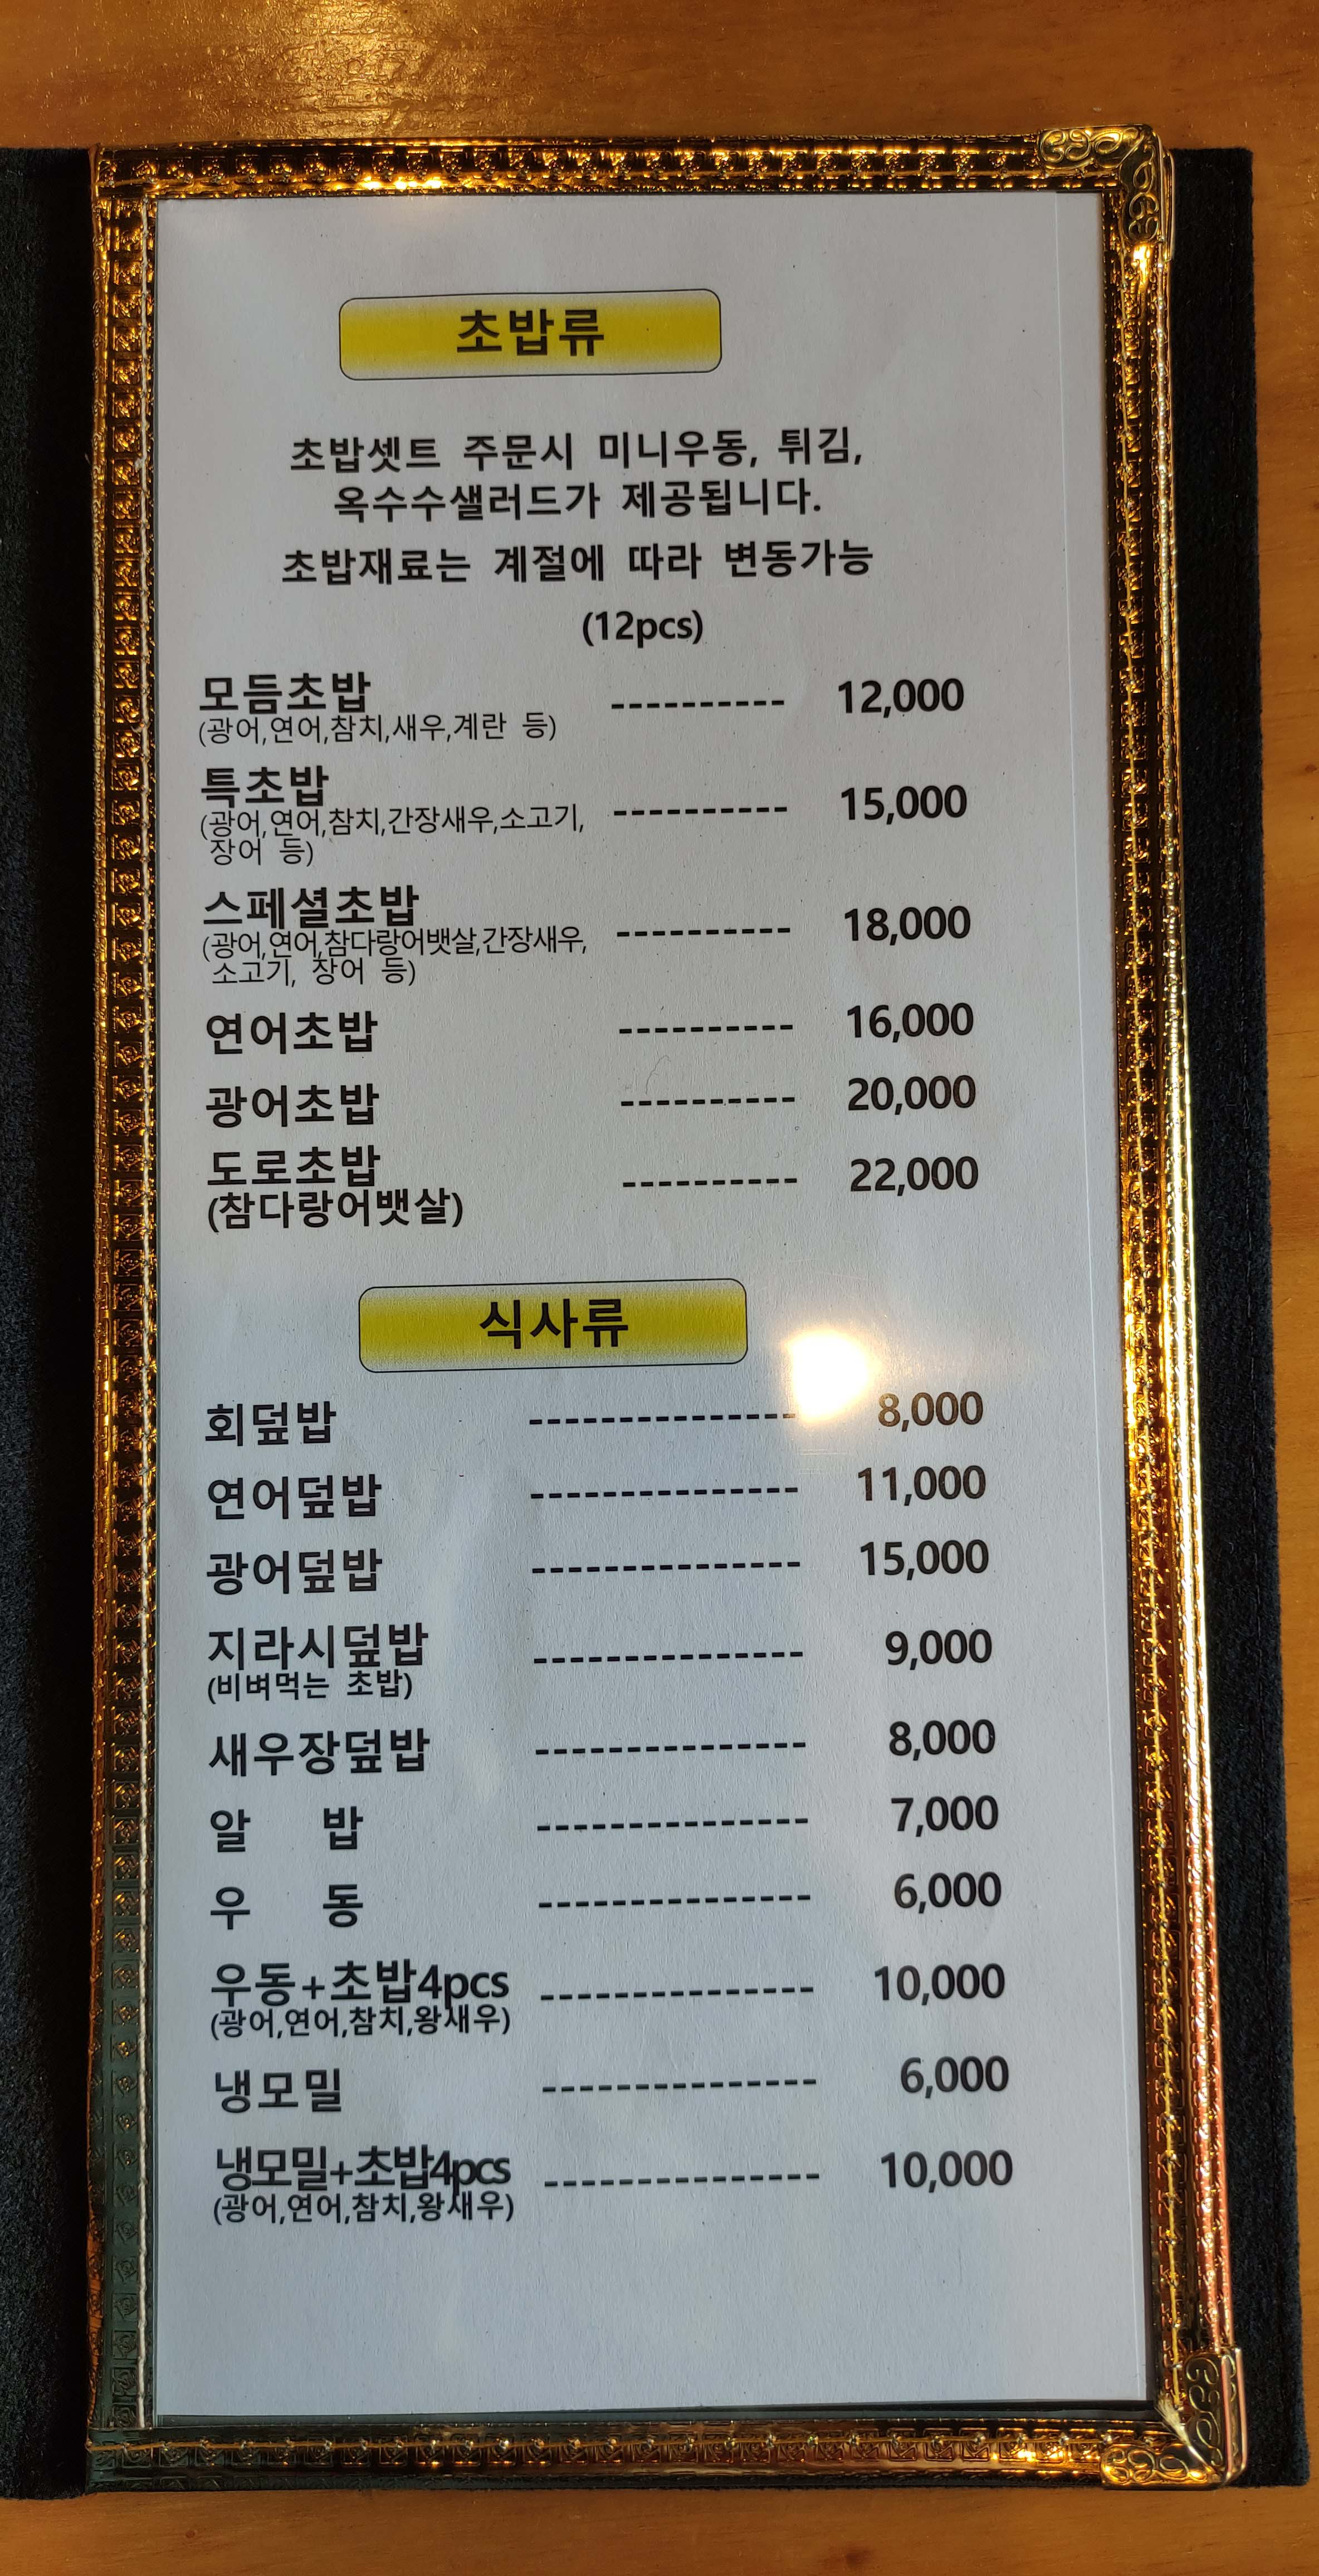 초밥류
초밥셋트 주문시 미니우동, 튀김,
옥수수샐러드가 제공됩니다.
초밥재료는 계절에 따라 변동가능
(12pcs)
모듬초밥 ---------- 12,000
(광어,연어,참치,새우,계란 등)
특초밥 ---------- 15,000
(광어,연어,참치,간장새우,소고기,
장어 등)
스페셜초밥 ---------- 18,000
(광어,연어,참다랑어뱃살,간장새우,
소고기, 장어 등)
연어초밥 ---------- 16,000
광어초밥 ---------- 20,000
도로초밥 ---------- 22,000
(참다랑어뱃살)
식사류
회덮밥 --------------- 8,000
연어덮밥 --------------- 11,000
광어덮밥 --------------- 15,000
지라시덮밥 --------------- 9,000
(비벼먹는 초밥)
새우장덮밥 --------------- 8,000
알 밥 --------------- 7,000
우 동 --------------- 6,000
우동+초밥4pcs --------------- 10,000
(광어,연어,참치,왕새우)
냉모밀 --------------- 6,000
냉모밀+초밥4pcs --------------- 10,000
(광어,연어,참치,왕새우)